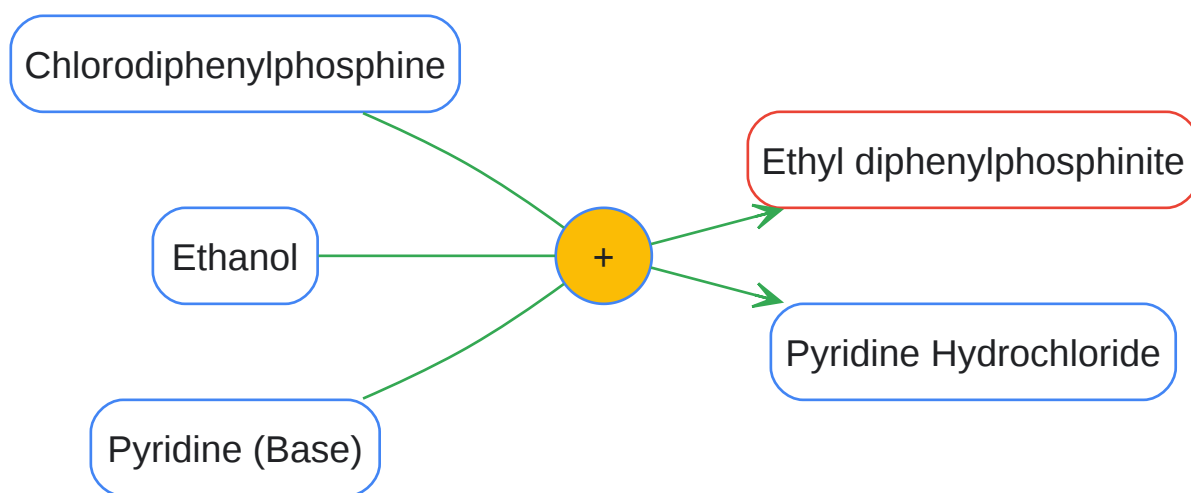 Chlorodiphenylphosphine
Ethanol
Pyridine (Base)
+
Ethyl diphenylphosphinite
Pyridine Hydrochloride